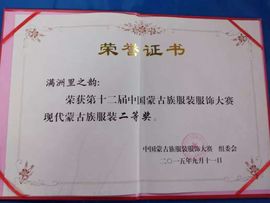 荣誉证书
满洲里之韵:
荣获第十二届中国蒙古族服装服饰大赛
现代蒙古族服装二等奖。
中国蒙古族服装服饰大赛 组委会
二〇一五年九月十一日